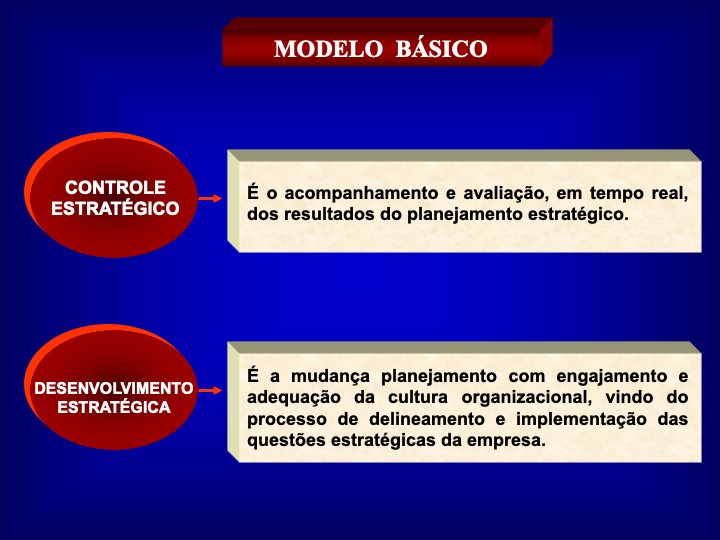 MODELO BÁSICO
CONTROLE
ESTRATÉGICO
É o acompanhamento e avaliação, em tempo real,
dos resultados do planejamento estratégico.
DESENVOLVIMENTO
ESTRATÉGICA
É a mudança planejamento com engajamento e
adequação da cultura organizacional, vindo do
processo de delineamento e implementação das
questões estratégicas da empresa.